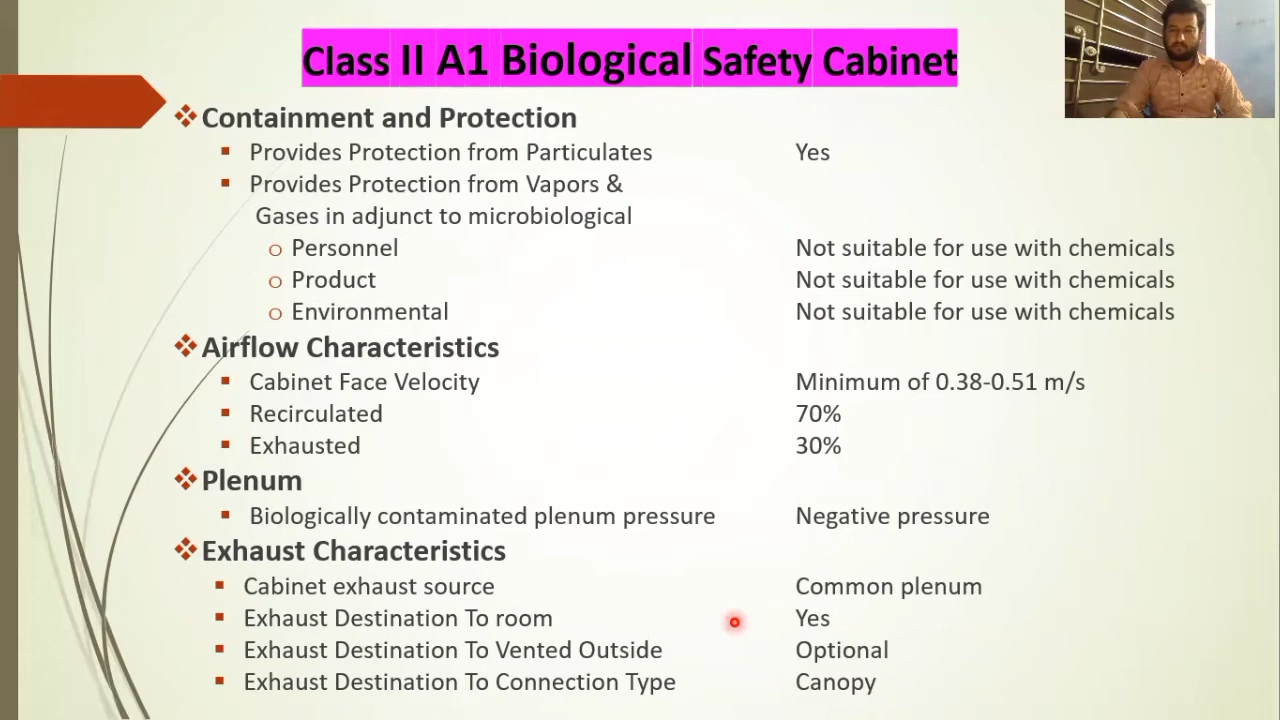 Class II A1 Biological Safety Cabinet
Containment and Protection
Provides Protection from Particulates Yes
Provides Protection from Vapors &
Gases in adjunct to microbiological
Personnel Not suitable for use with chemicals
Product Not suitable for use with chemicals
Environmental Not suitable for use with chemicals
Airflow Characteristics
Cabinet Face Velocity Minimum of 0.38-0.51 m/s
Recirculated 70%
Exhausted 30%
Plenum
Biologically contaminated plenum pressure Negative pressure
Exhaust Characteristics
Cabinet exhaust source Common plenum
Exhaust Destination To room Yes
Exhaust Destination To Vented Outside Optional
Exhaust Destination To Connection Type Canopy